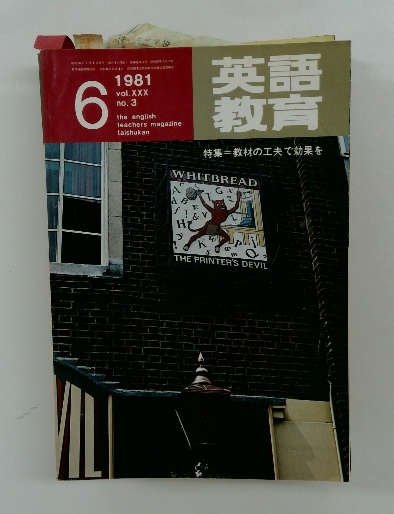 6
1981
vol.XXX
no. 3
the english
teachers magazine
taishukan
英語
教育
特集=教材の工夫で効果を
WHITBREAD
THE PRINTER'S DEVIL